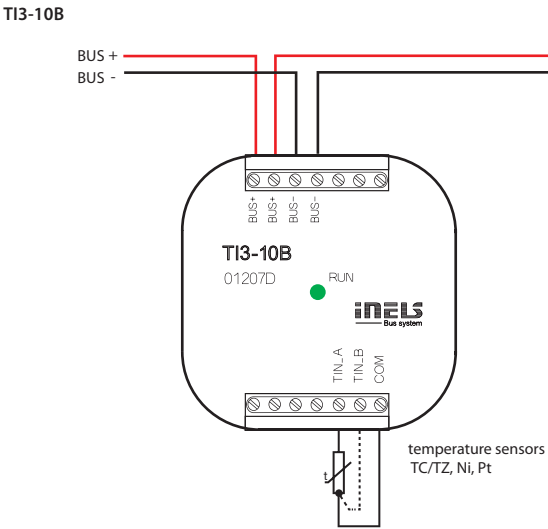 TI3-10B
BUS +
BUS -
BUS+
BUS+
BUS-
BUS-
TI3-10B
01207D
RUN
iNELS
Bus system
TIN_A
TIN_B
COM
temperature sensors
TC/TZ, Ni, Pt
t